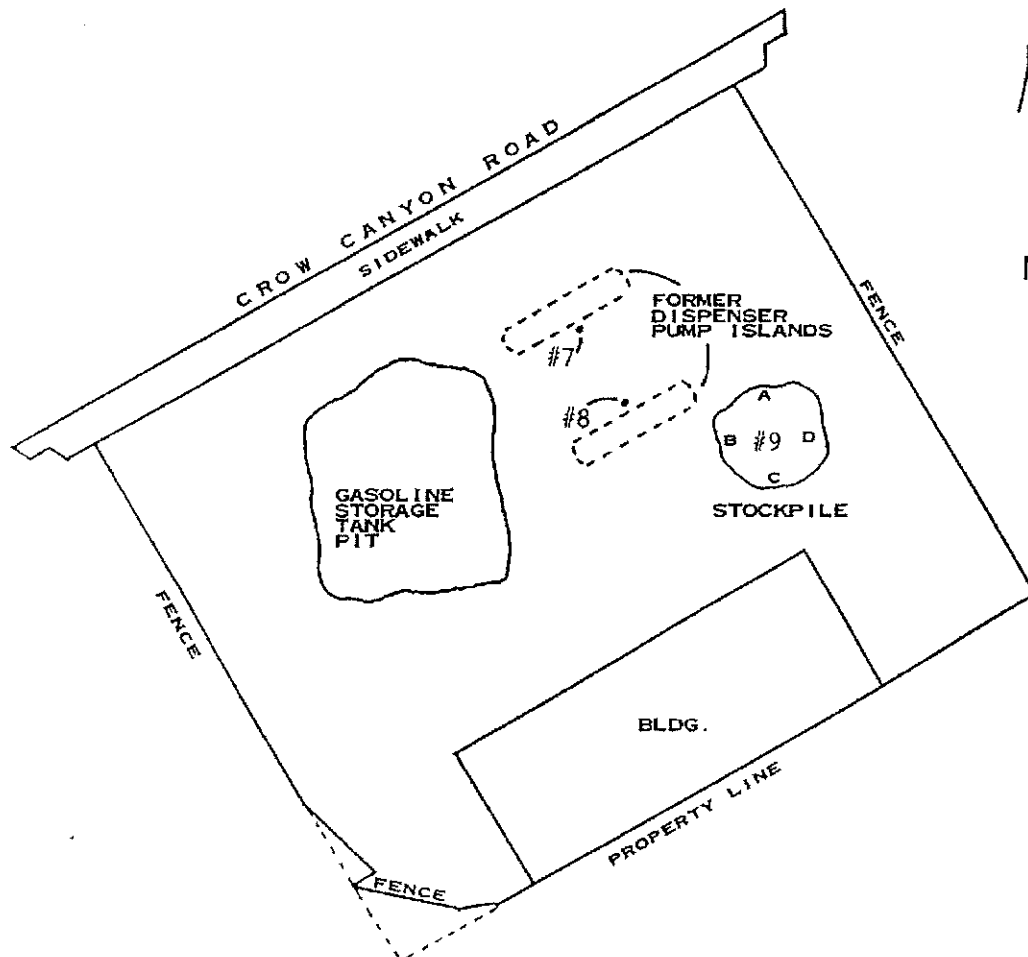 CROW CANYON ROAD
SIDEWALK
FORMER
DISPENSER
PUMP ISLANDS
FENCE
#7
#8
A
B #9 D
C
STOCKPILE
GASOLINE
STORAGE
TANK
PIT
FENCE
BLDG.
PROPERTY LINE
FENCE